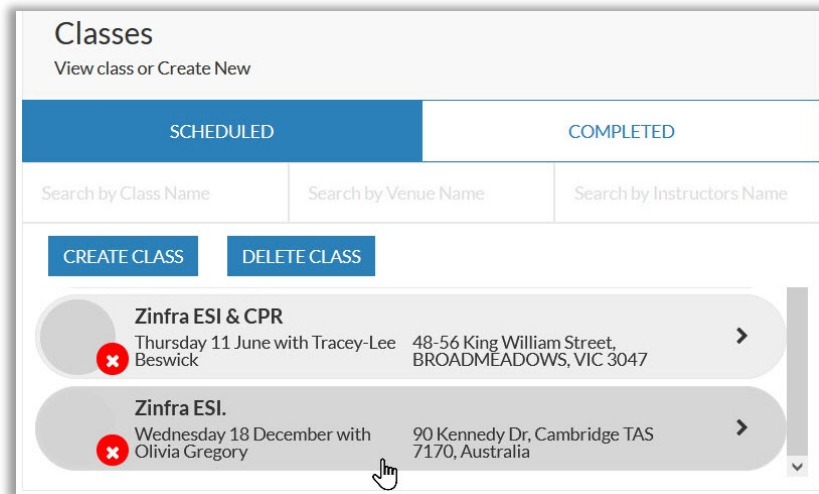 Classes
View class or Create New
SCHEDULED
COMPLETED
Search by Class Name
Search by Venue Name
Search by Instructors Name
CREATE CLASS
DELETE CLASS
Zinfra ESI & CPR
Thursday 11 June with Tracey-Lee
Beswick
48-56 King William Street,
BROADMEADOWS, VIC 3047
Zinfra ESI.
Wednesday 18 December with
Olivia Gregory
90 Kennedy Dr, Cambridge TAS
7170, Australia